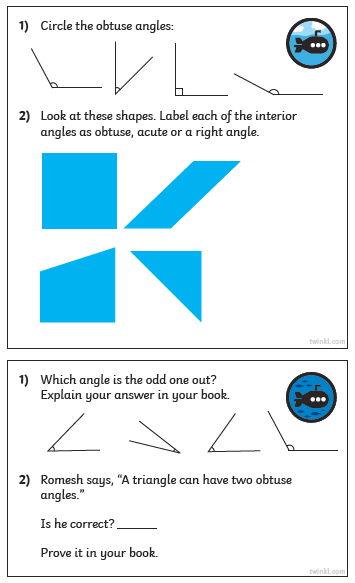 1) Circle the obtuse angles:
2) Look at these shapes. Label each of the interior
angles as obtuse, acute or a right angle.
twinkl.com
1) Which angle is the odd one out?
Explain your answer in your book.
2) Romesh says, “A triangle can have two obtuse
angles.”
Is he correct? ______
Prove it in your book.
twinkl.com